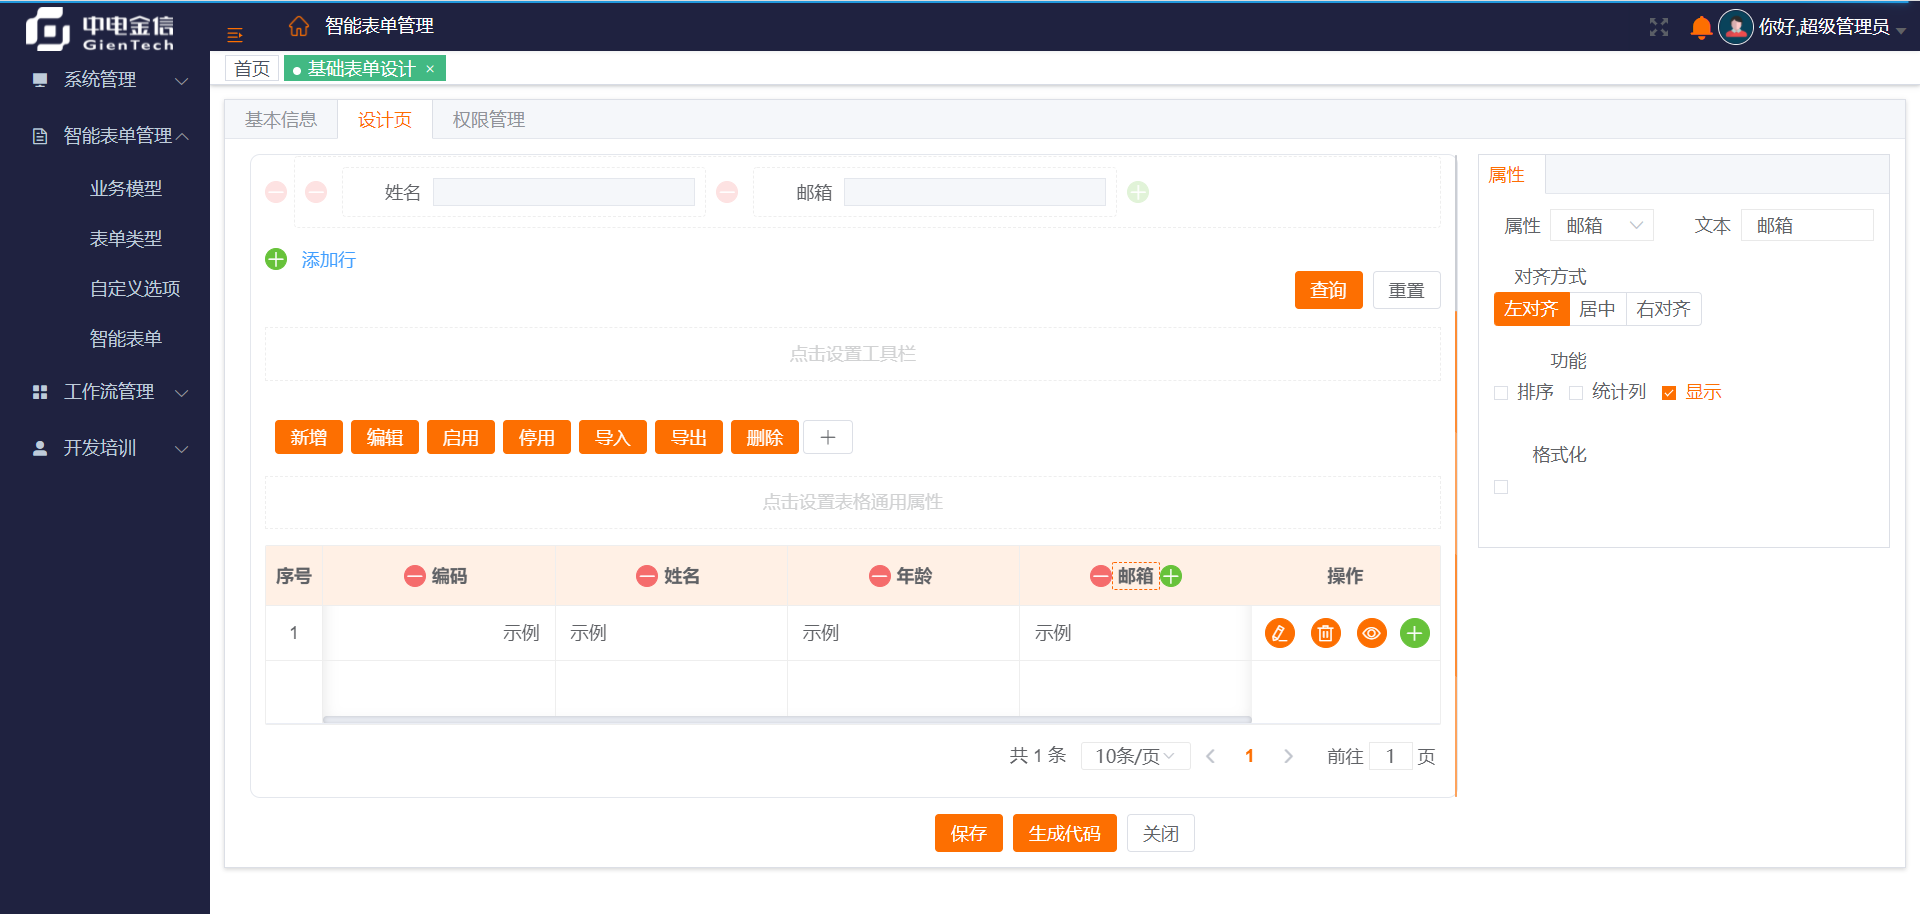 中电金信
GienTech
智能表单管理
你好,超级管理员
系统管理
智能表单管理
业务模型
表单类型
自定义选项
智能表单
工作流管理
开发培训
首页
基础表单设计 ×
基本信息 设计页 权限管理
姓名 邮箱
添加行
查询 重置
点击设置工具栏
新增 编辑 启用 停用 导入 导出 删除
点击设置表格通用属性
序号 编码 姓名 年龄 邮箱 操作
1 示例 示例 示例 示例
共 1 条 10条/页 1 前往 1 页
保存 生成代码 关闭
属性
属性 邮箱 文本 邮箱
对齐方式
左对齐 居中 右对齐
功能
排序 统计列 显示
格式化